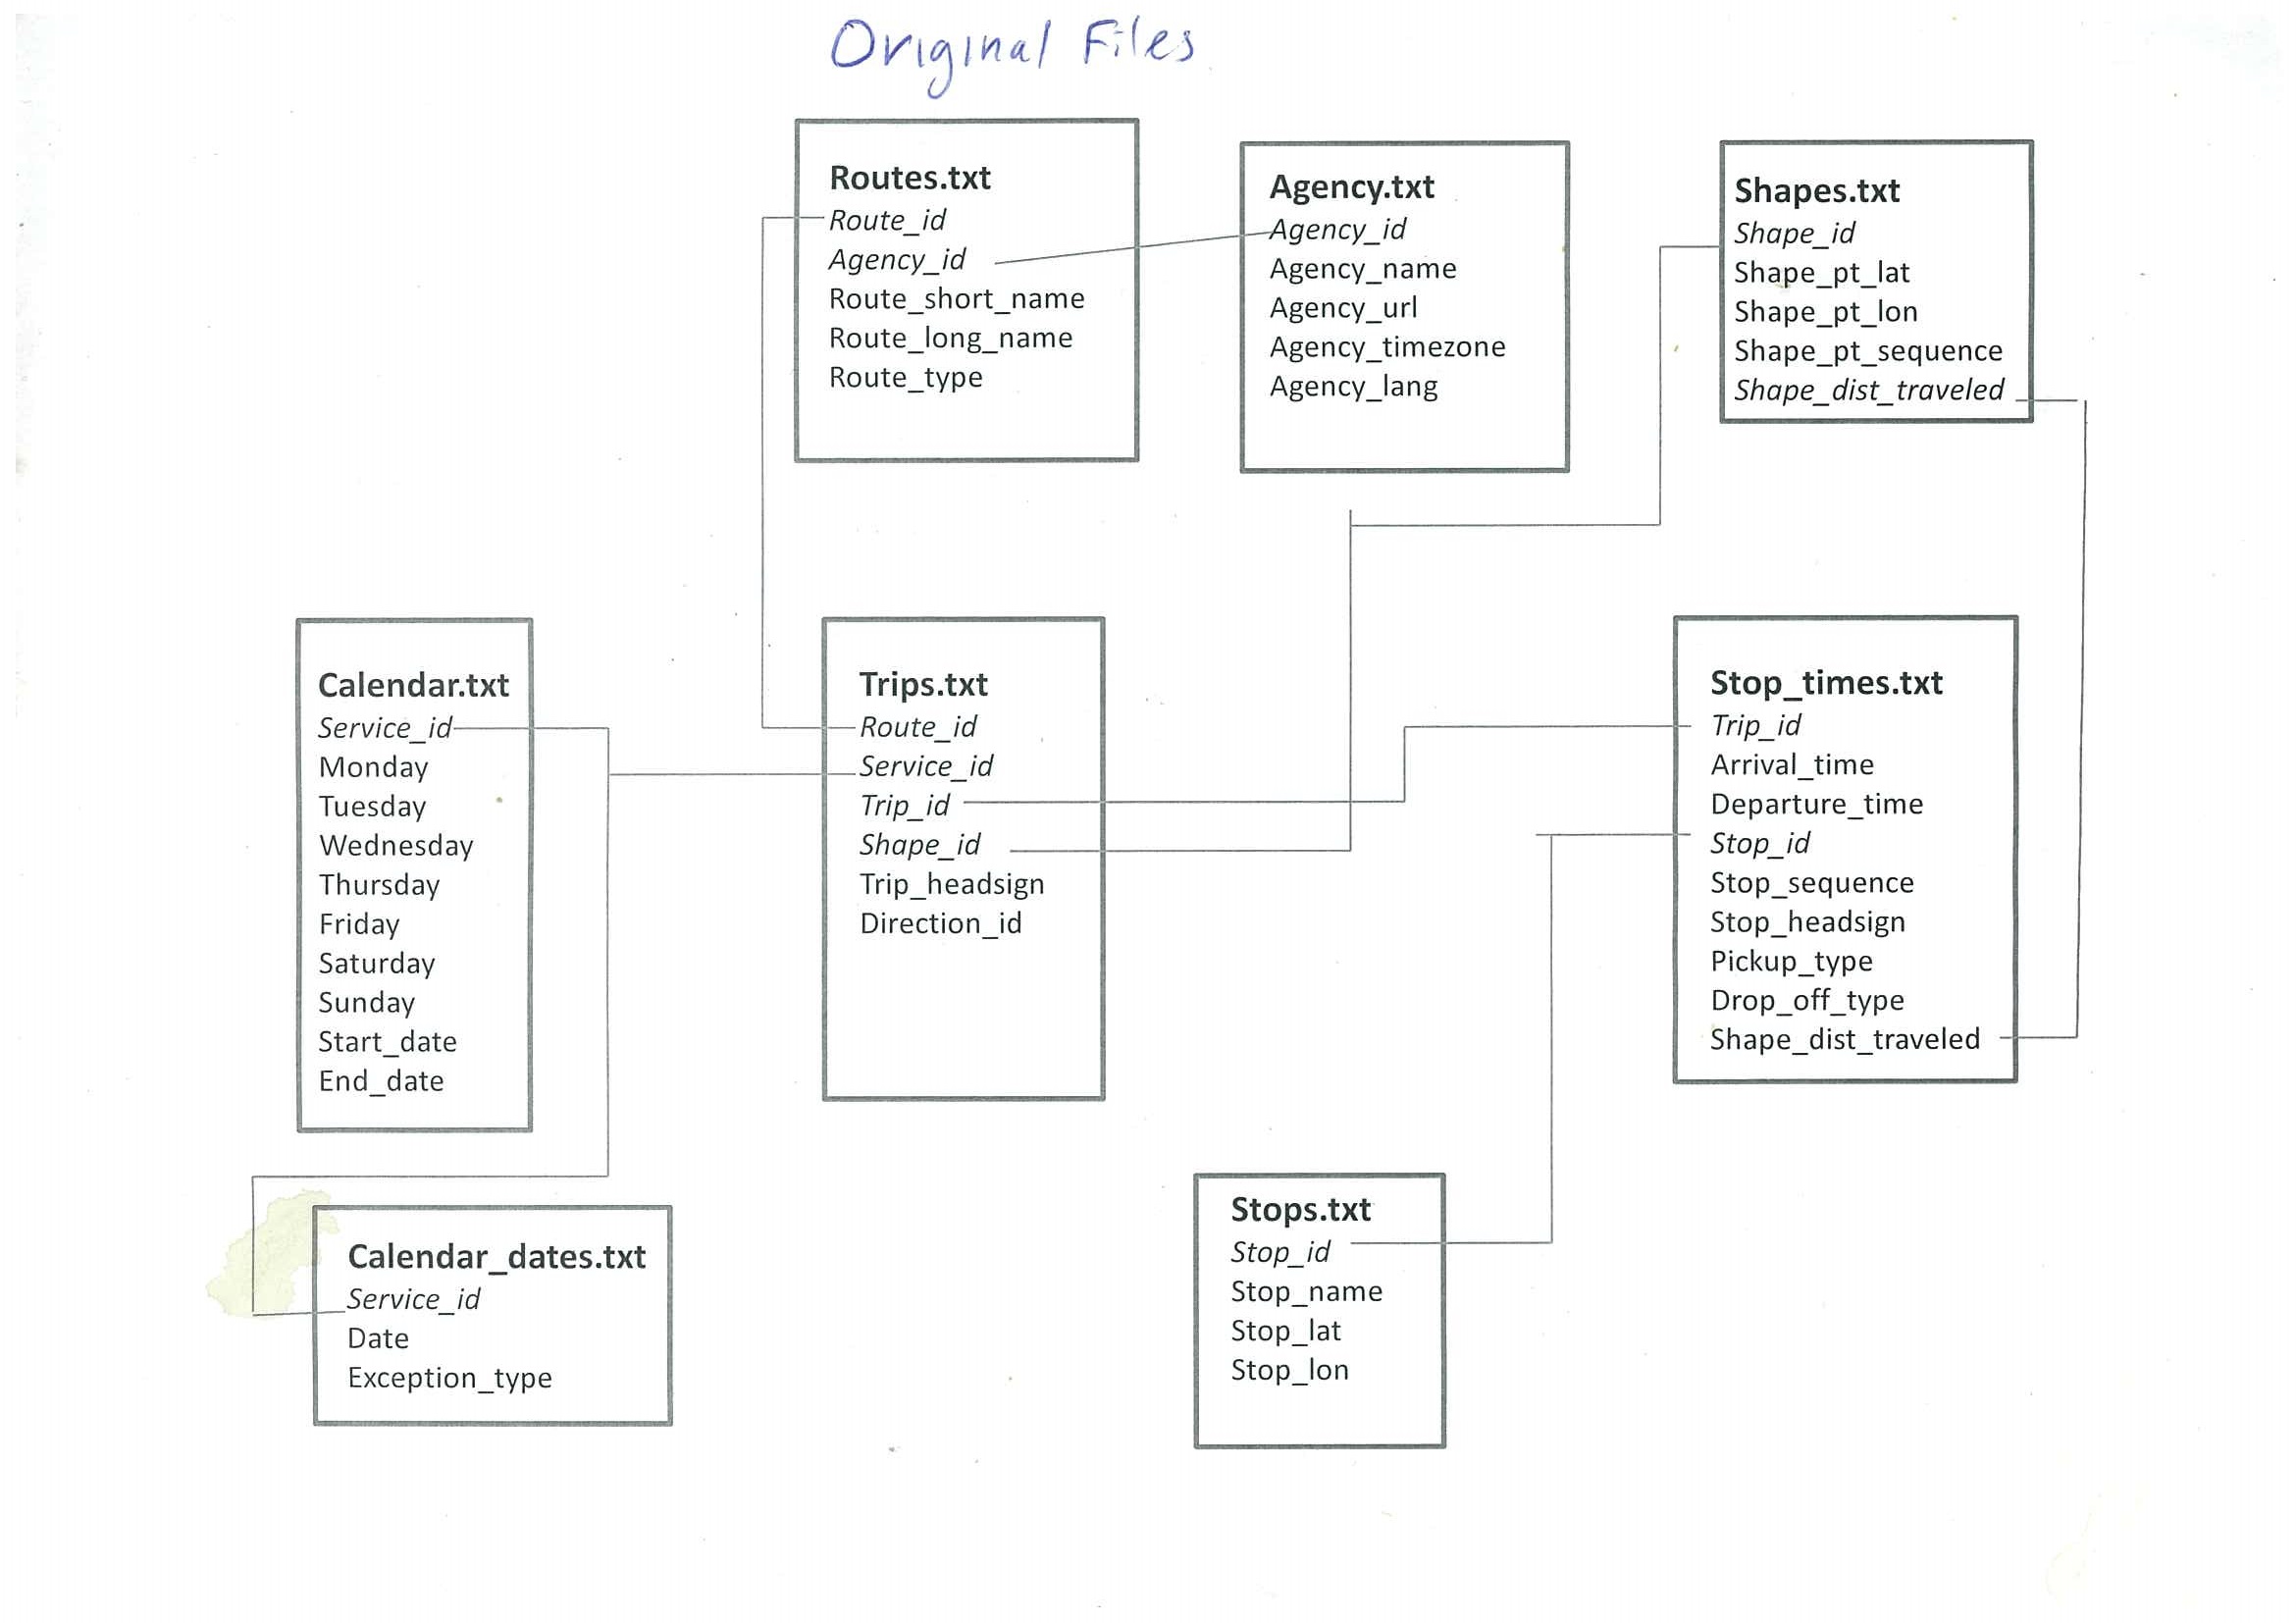 Original Files
Routes.txt
Route_id
Agency_id
Route_short_name
Route_long_name
Route_type
Agency.txt
Agency_id
Agency_name
Agency_url
Agency_timezone
Agency_lang
Shapes.txt
Shape_id
Shape_pt_lat
Shape_pt_lon
Shape_pt_sequence
Shape_dist_traveled
Calendar.txt
Service_id
Monday
Tuesday
Wednesday
Thursday
Friday
Saturday
Sunday
Start_date
End_date
Trips.txt
Route_id
Service_id
Trip_id
Shape_id
Trip_headsign
Direction_id
Stop_times.txt
Trip_id
Arrival_time
Departure_time
Stop_id
Stop_sequence
Stop_headsign
Pickup_type
Drop_off_type
Shape_dist_traveled
Calendar_dates.txt
Service_id
Date
Exception_type
Stops.txt
Stop_id
Stop_name
Stop_lat
Stop_lon